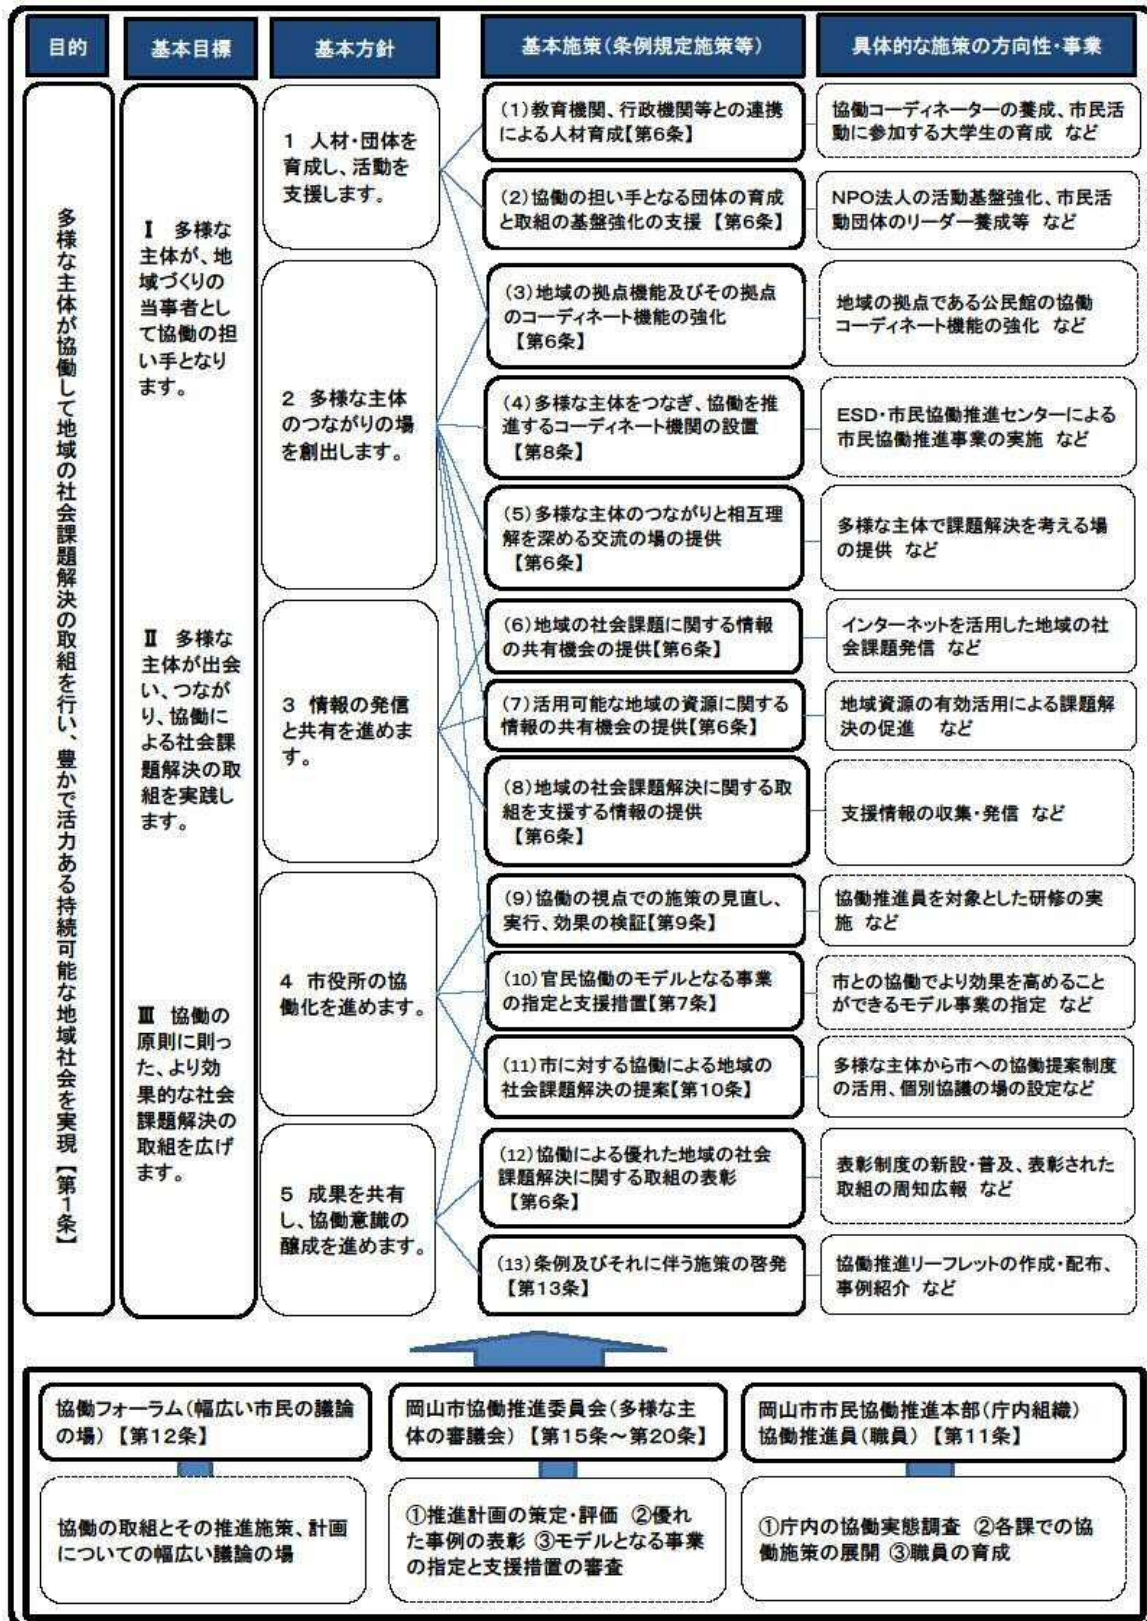 目的
基本目標
基本方針
基本施策(条例規定施策等)
具体的な施策の方向性・事業
多様な主体が協働して地域の社会課題解決の取組を行い、豊かで活力ある持続可能な地域社会を実現【第1条】
Ⅰ 多様な
主体が、地
域づくりの
当事者とし
て協働の担
い手となり
ます。
Ⅱ 多様な
主体が出会
い、つなが
り、協働に
よる社会課
題解決の取
組を実践し
ます。
Ⅲ 協働の
原則に則っ
た、より効
果的な社会
課題解決の
取組を広げ
ます。
1 人材・団体を
育成し、活動を
支援します。
2 多様な主体
のつながりの場
を創出します。
3 情報の発信
と共有を進めま
す。
4 市役所の協
働化を進めます。
5 成果を共有
し、協働意識の
醸成を進めます。
(1)教育機関、行政機関等との連携
による人材育成【第6条】
協働コーディネーターの養成、市民活
動に参加する大学生の育成 など
(2)協働の担い手となる団体の育成
と取組の基盤強化の支援 【第6条】
NPO法人の活動基盤強化、市民活
動団体のリーダー養成等 など
(3)地域の拠点機能及びその拠点
のコーディネート機能の強化
【第6条】
地域の拠点である公民館の協働
コーディネート機能の強化 など
(4)多様な主体をつなぎ、協働を推
進するコーディネート機関の設置
【第8条】
ESD・市民協働推進センターによる
市民協働推進事業の実施 など
(5)多様な主体のつながりと相互理
解を深める交流の場の提供
【第6条】
多様な主体で課題解決を考える場
の提供 など
(6)地域の社会課題に関する情報
の共有機会の提供【第6条】
インターネットを活用した地域の社
会課題発信 など
(7)活用可能な地域の資源に関する
情報の共有機会の提供【第6条】
地域資源の有効活用による課題解
決の促進 など
(8)地域の社会課題解決に関する取
組を支援する情報の提供
【第6条】
支援情報の収集・発信 など
(9)協働の視点での施策の見直し、
実行、効果の検証【第9条】
協働推進員を対象とした研修の実
施 など
(10)官民協働のモデルとなる事業
の指定と支援措置【第7条】
市との協働でより効果を高めること
ができるモデル事業の指定 など
(11)市に対する協働による地域の
社会課題解決の提案【第10条】
多様な主体から市への協働提案制度
の活用、個別協議の場の設定など
(12)協働による優れた地域の社会
課題解決に関する取組の表彰
【第6条】
表彰制度の新設・普及、表彰された
取組の周知広報 など
(13)条例及びそれに伴う施策の啓発
【第13条】
協働推進リーフレットの作成・配布、
事例紹介 など
協働フォーラム(幅広い市民の議論
の場) 【第12条】
岡山市協働推進委員会(多様な主
体の審議会) 【第15条～第20条】
岡山市市民協働推進本部(庁内組織)
協働推進員(職員) 【第11条】
協働の取組とその推進施策、計画
についての幅広い議論の場
①推進計画の策定・評価 ②優れ
た事例の表彰 ③モデルとなる事業
の指定と支援措置の審査
①庁内の協働実態調査 ②各課での協
働施策の展開 ③職員の育成